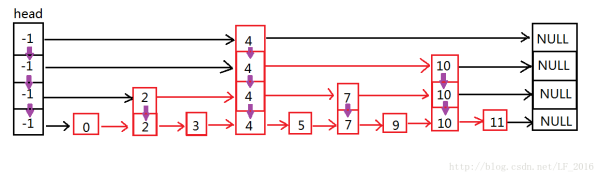 head
-1 4 NULL
-1 4 10 NULL
-1 2 4 7 10 NULL
-1 0 2 3 4 5 7 9 10 11 NULL
http://blog.csdn.net/LF_2016